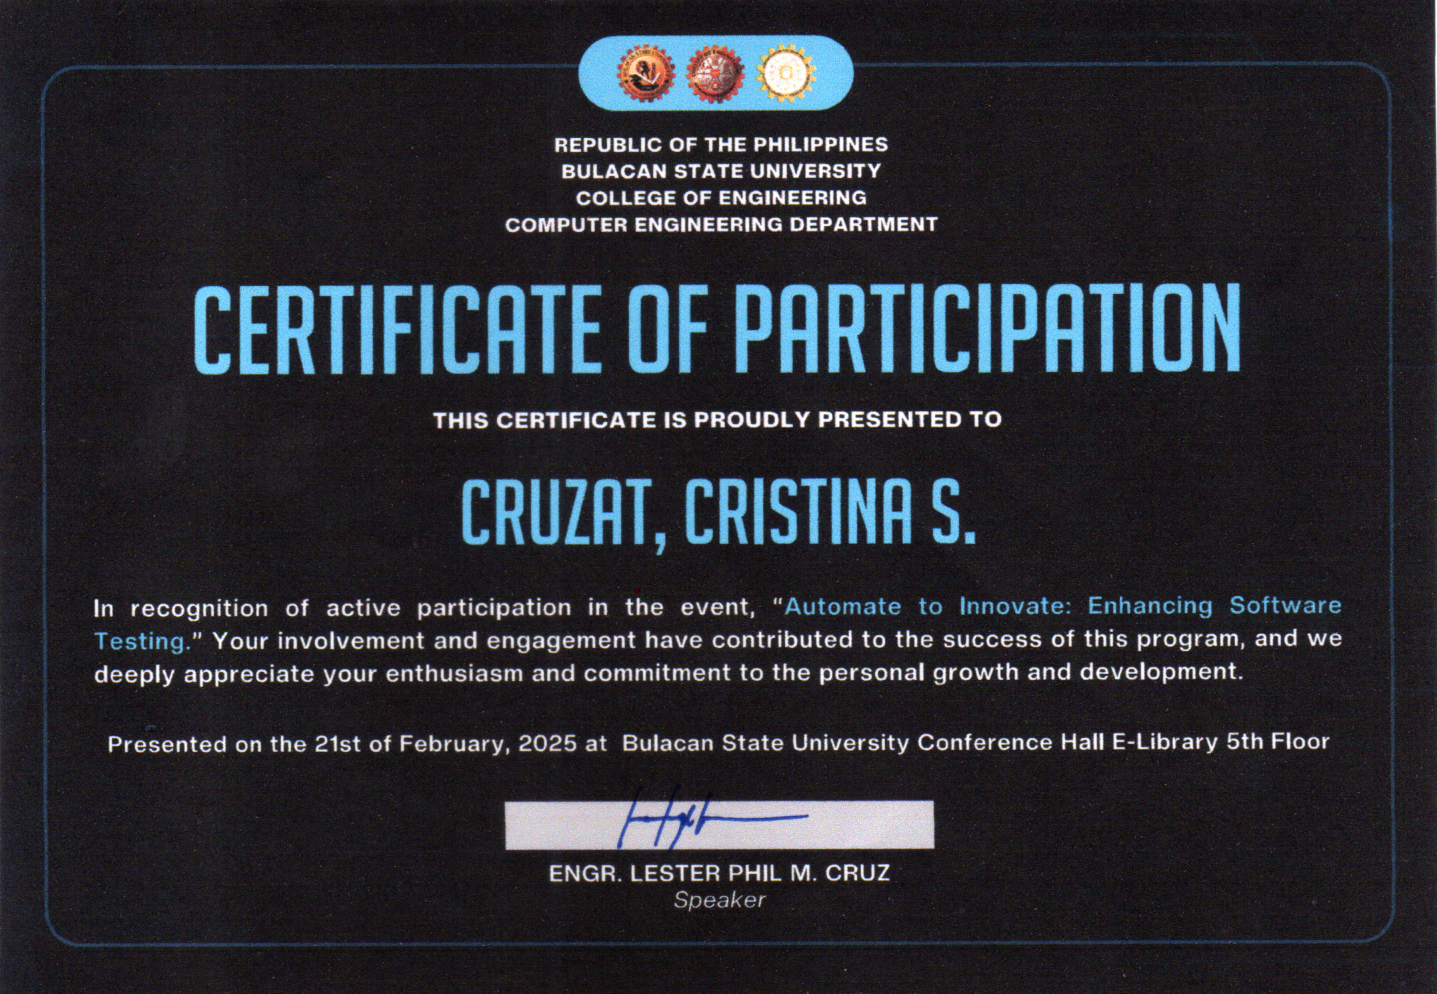 REPUBLIC OF THE PHILIPPINES
BULACAN STATE UNIVERSITY
COLLEGE OF ENGINEERING
COMPUTER ENGINEERING DEPARTMENT
CERTIFICATE OF PARTICIPATION
THIS CERTIFICATE IS PROUDLY PRESENTED TO
CRUZAT, CRISTINA S.
In recognition of active participation in the event, “Automate to Innovate: Enhancing Software
Testing.” Your involvement and engagement have contributed to the success of this program, and we
deeply appreciate your enthusiasm and commitment to the personal growth and development.
Presented on the 21st of February, 2025 at Bulacan State University Conference Hall E-Library 5th Floor
ENGR. LESTER PHIL M. CRUZ
Speaker